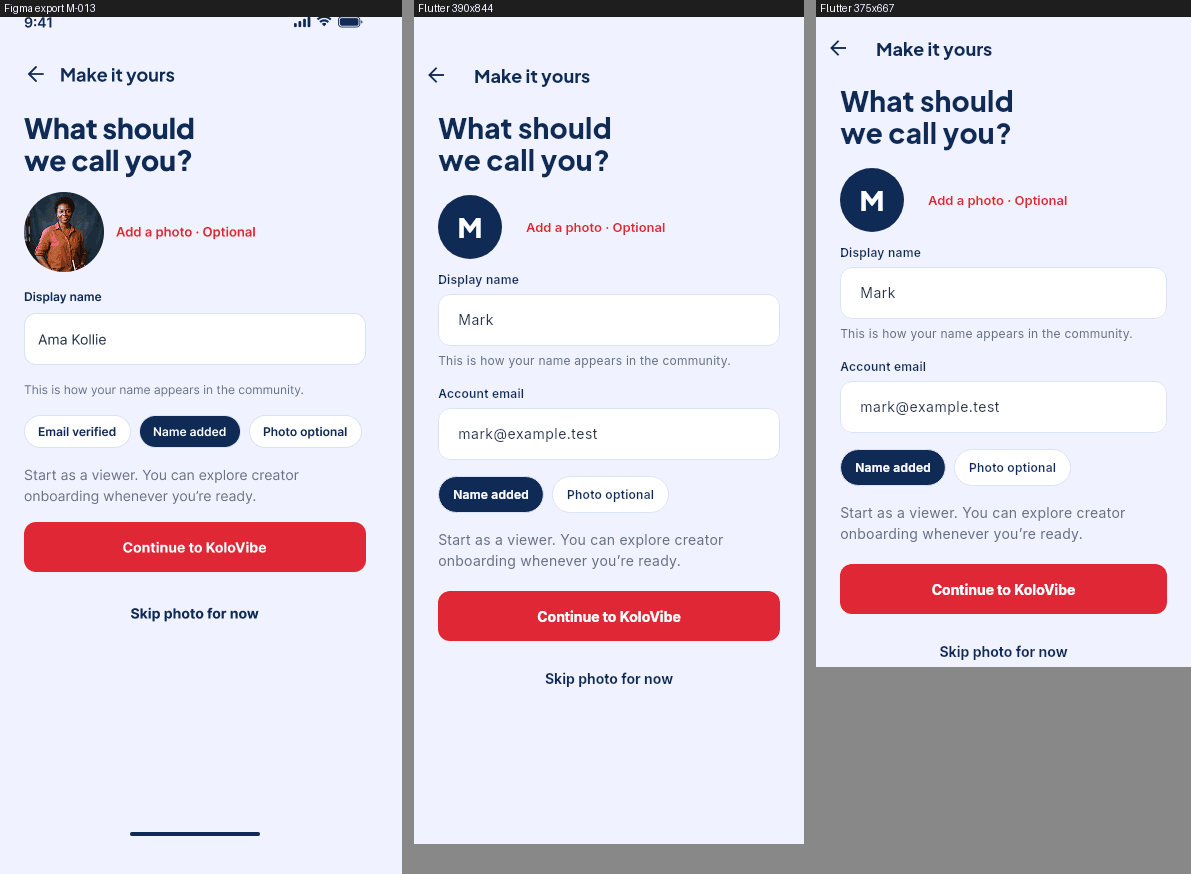 Figma export M-013
9:41
Make it yours
What should
we call you?
Add a photo · Optional
Display name
Ama Kollie
This is how your name appears in the community.
Email verified
Name added
Photo optional
Start as a viewer. You can explore creator
onboarding whenever you're ready.
Continue to KoloVibe
Skip photo for now
Flutter 390x844
Make it yours
What should
we call you?
M
Add a photo · Optional
Display name
Mark
This is how your name appears in the community.
Account email
mark@example.test
Name added
Photo optional
Start as a viewer. You can explore creator
onboarding whenever you’re ready.
Continue to KoloVibe
Skip photo for now
Flutter 375x667
Make it yours
What should
we call you?
M
Add a photo · Optional
Display name
Mark
This is how your name appears in the community.
Account email
mark@example.test
Name added
Photo optional
Start as a viewer. You can explore creator
onboarding whenever you’re ready.
Continue to KoloVibe
Skip photo for now